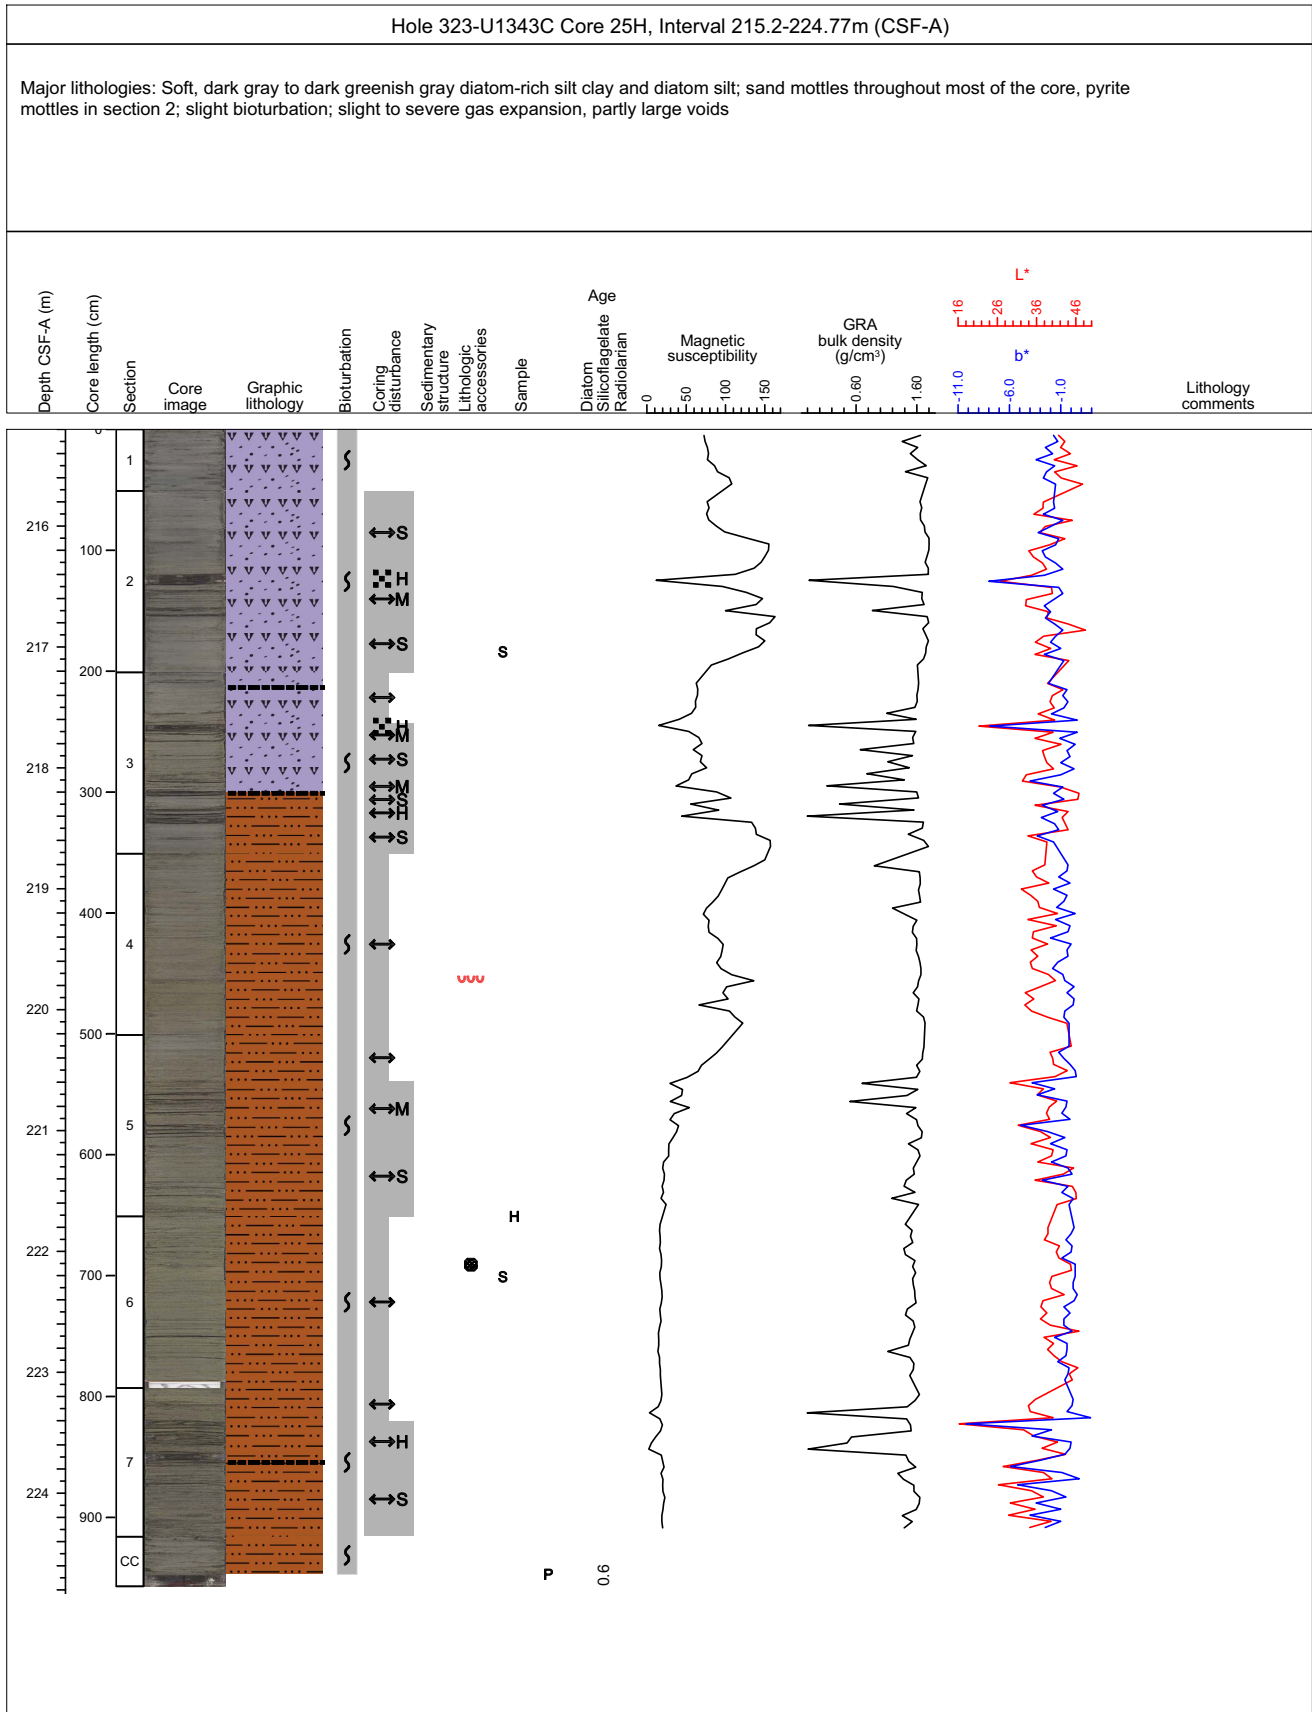 Hole 323-U1343C Core 25H, Interval 215.2-224.77m (CSF-A)
Major lithologies: Soft, dark gray to dark greenish gray diatom-rich silt clay and diatom silt; sand mottles throughout most of the core, pyrite
mottles in section 2; slight bioturbation; slight to severe gas expansion, partly large voids
Depth CSF-A (m)
Core length (cm)
Section
Core
image
Graphic
lithology
Bioturbation
Coring
disturbance
Sedimentary
structure
Lithologic
accessories
Sample
Age
Diatom
Silicoflagelate
Radiolarian
Magnetic
susceptibility
0 50 100 150
GRA
bulk density
(g/cm³)
0.60 1.60
L*
16 26 36 46
b*
-11.0 -6.0 -1.0
Lithology
comments
0
1
216
S
100
2
H
M
217
S
S
200
H
M
S
218
3
M
300
S
H
S
219
400
4
220
500
M
221
5
600
S
H
222
S
700
6
223
800
H
7
224
S
900
CC
P
0.6